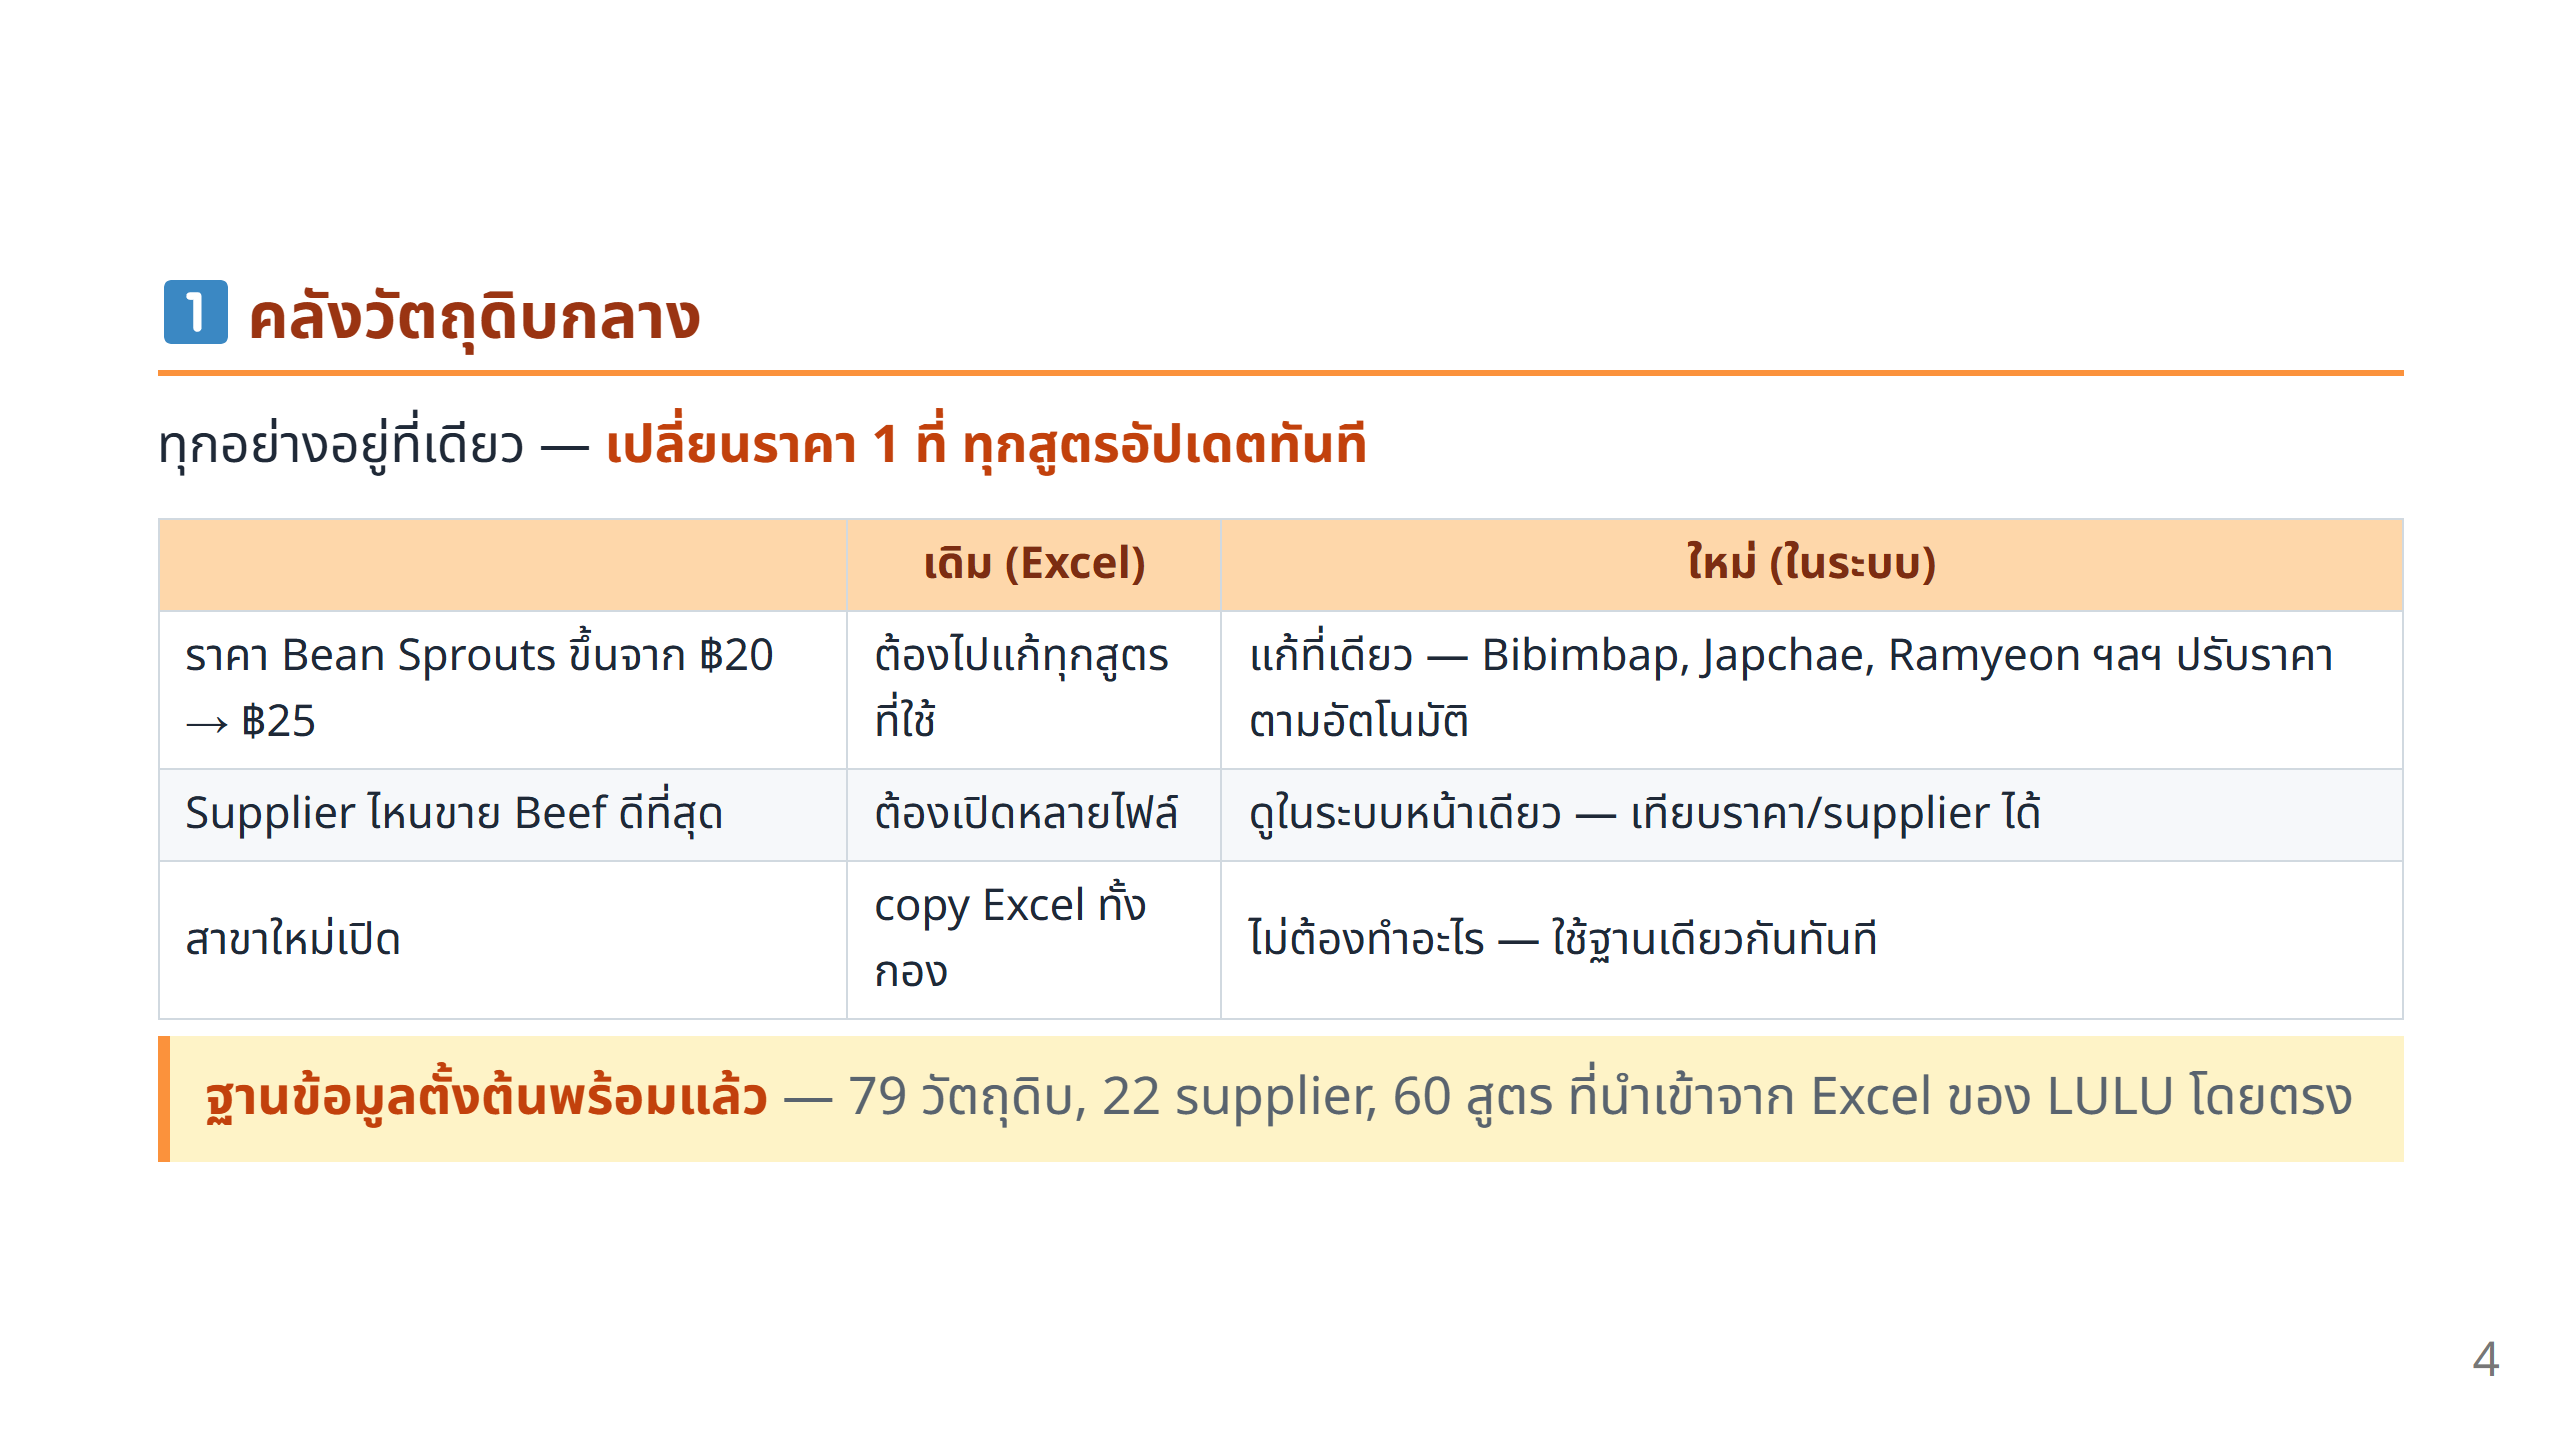 1 คลังวัตถุดิบกลาง
ทุกอย่างอยู่ที่เดียว — เปลี่ยนราคา 1 ที่ ทุกสูตรอัปเดตทันที
เดิม (Excel)
ใหม่ (ในระบบ)
ราคา Bean Sprouts ขึ้นจาก ฿20
→ ฿25
ต้องไปแก้ทุกสูตร
ที่ใช้
แก้ที่เดียว — Bibimbap, Japchae, Ramyeon ฯลฯ ปรับราคา
ตามอัตโนมัติ
Supplier ไหนขาย Beef ดีที่สุด
ต้องเปิดหลายไฟล์
ดูในระบบหน้าเดียว — เทียบราคา/supplier ได้
สาขาใหม่เปิด
copy Excel ทั้ง
กอง
ไม่ต้องทำอะไร — ใช้ฐานเดียวกันทันที
ฐานข้อมูลตั้งต้นพร้อมแล้ว — 79 วัตถุดิบ, 22 supplier, 60 สูตร ที่นำเข้าจาก Excel ของ LULU โดยตรง
4